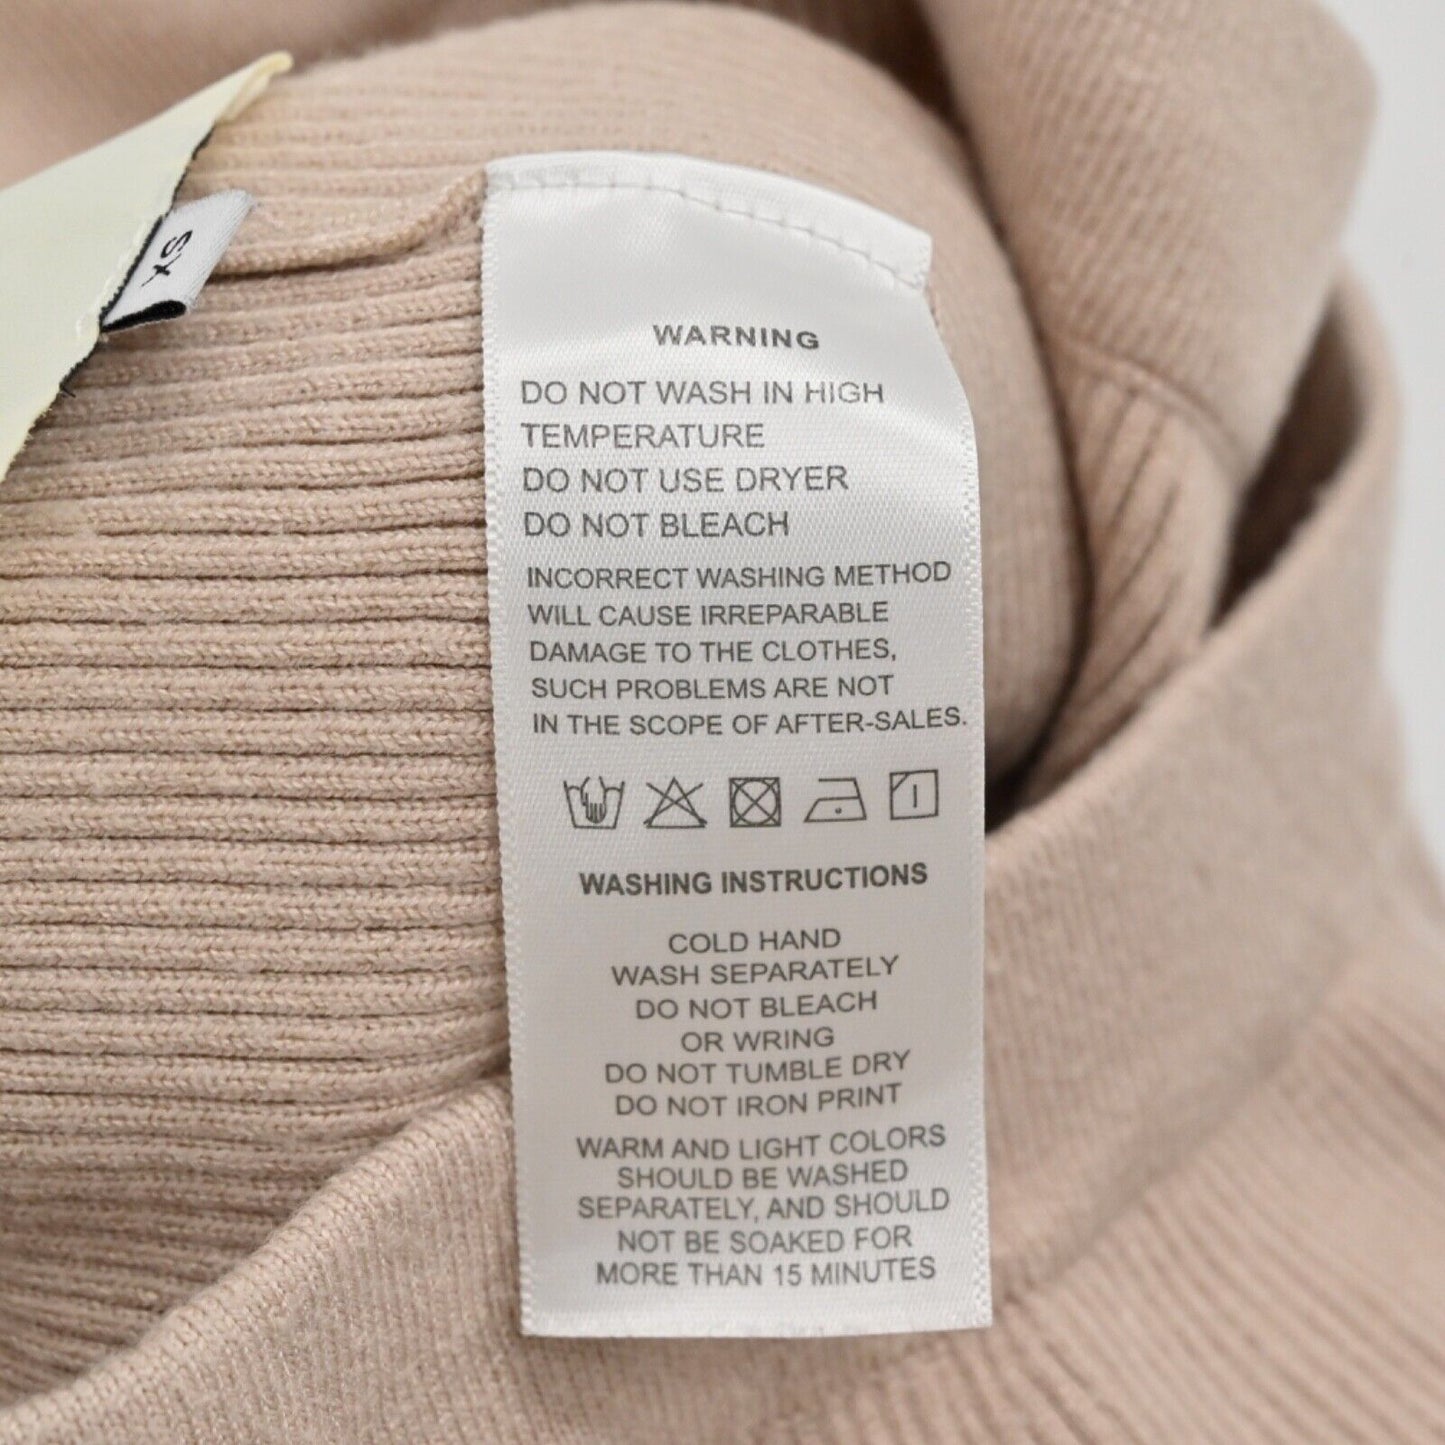 XS
WARNING
DO NOT WASH IN HIGH
TEMPERATURE
DO NOT USE DRYER
DO NOT BLEACH
INCORRECT WASHING METHOD
WILL CAUSE IRREPARABLE
DAMAGE TO THE CLOTHES,
SUCH PROBLEMS ARE NOT
IN THE SCOPE OF AFTER-SALES.
WASHING INSTRUCTIONS
COLD HAND
WASH SEPARATELY
DO NOT BLEACH
OR WRING
DO NOT TUMBLE DRY
DO NOT IRON PRINT
WARM AND LIGHT COLORS
SHOULD BE WASHED
SEPARATELY, AND SHOULD
NOT BE SOAKED FOR
MORE THAN 15 MINUTES